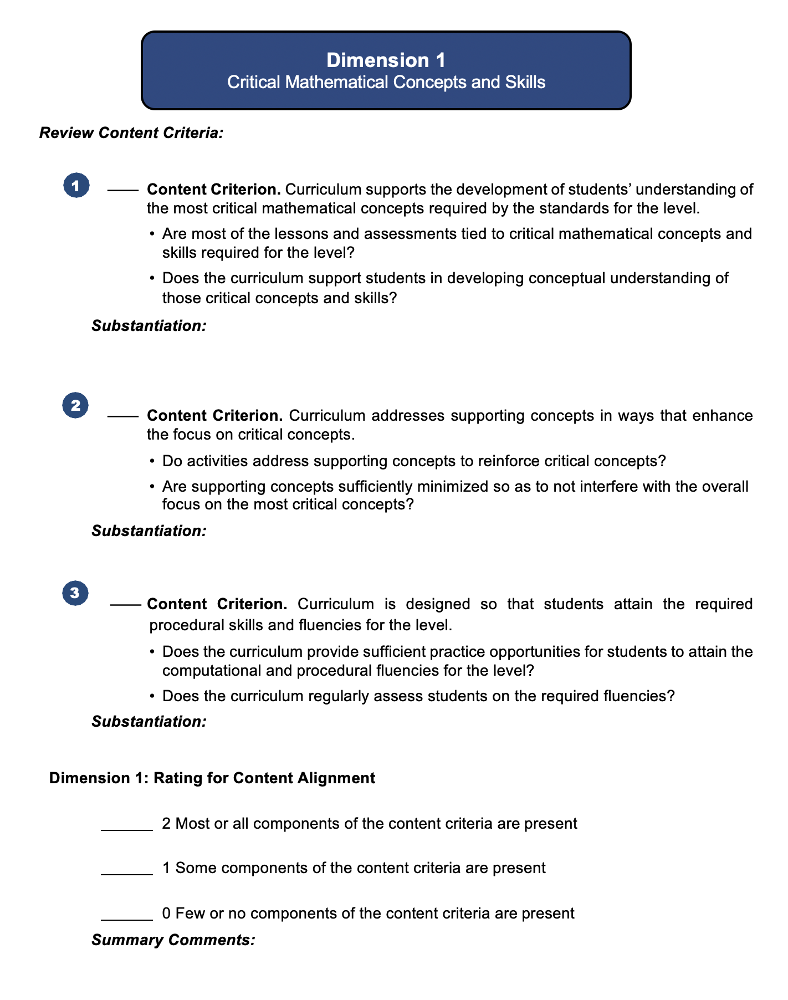 Dimension 1
Critical Mathematical Concepts and Skills
Review Content Criteria:
1 ____ Content Criterion. Curriculum supports the development of students’ understanding of
the most critical mathematical concepts required by the standards for the level.
• Are most of the lessons and assessments tied to critical mathematical concepts and
skills required for the level?
• Does the curriculum support students in developing conceptual understanding of
those critical concepts and skills?
Substantiation:
2 ____ Content Criterion. Curriculum addresses supporting concepts in ways that enhance
the focus on critical concepts.
• Do activities address supporting concepts to reinforce critical concepts?
• Are supporting concepts sufficiently minimized so as to not interfere with the overall
focus on the most critical concepts?
Substantiation:
3 ____ Content Criterion. Curriculum is designed so that students attain the required
procedural skills and fluencies for the level.
• Does the curriculum provide sufficient practice opportunities for students to attain the
computational and procedural fluencies for the level?
• Does the curriculum regularly assess students on the required fluencies?
Substantiation:
Dimension 1: Rating for Content Alignment
______ 2 Most or all components of the content criteria are present
______ 1 Some components of the content criteria are present
______ 0 Few or no components of the content criteria are present
Summary Comments: